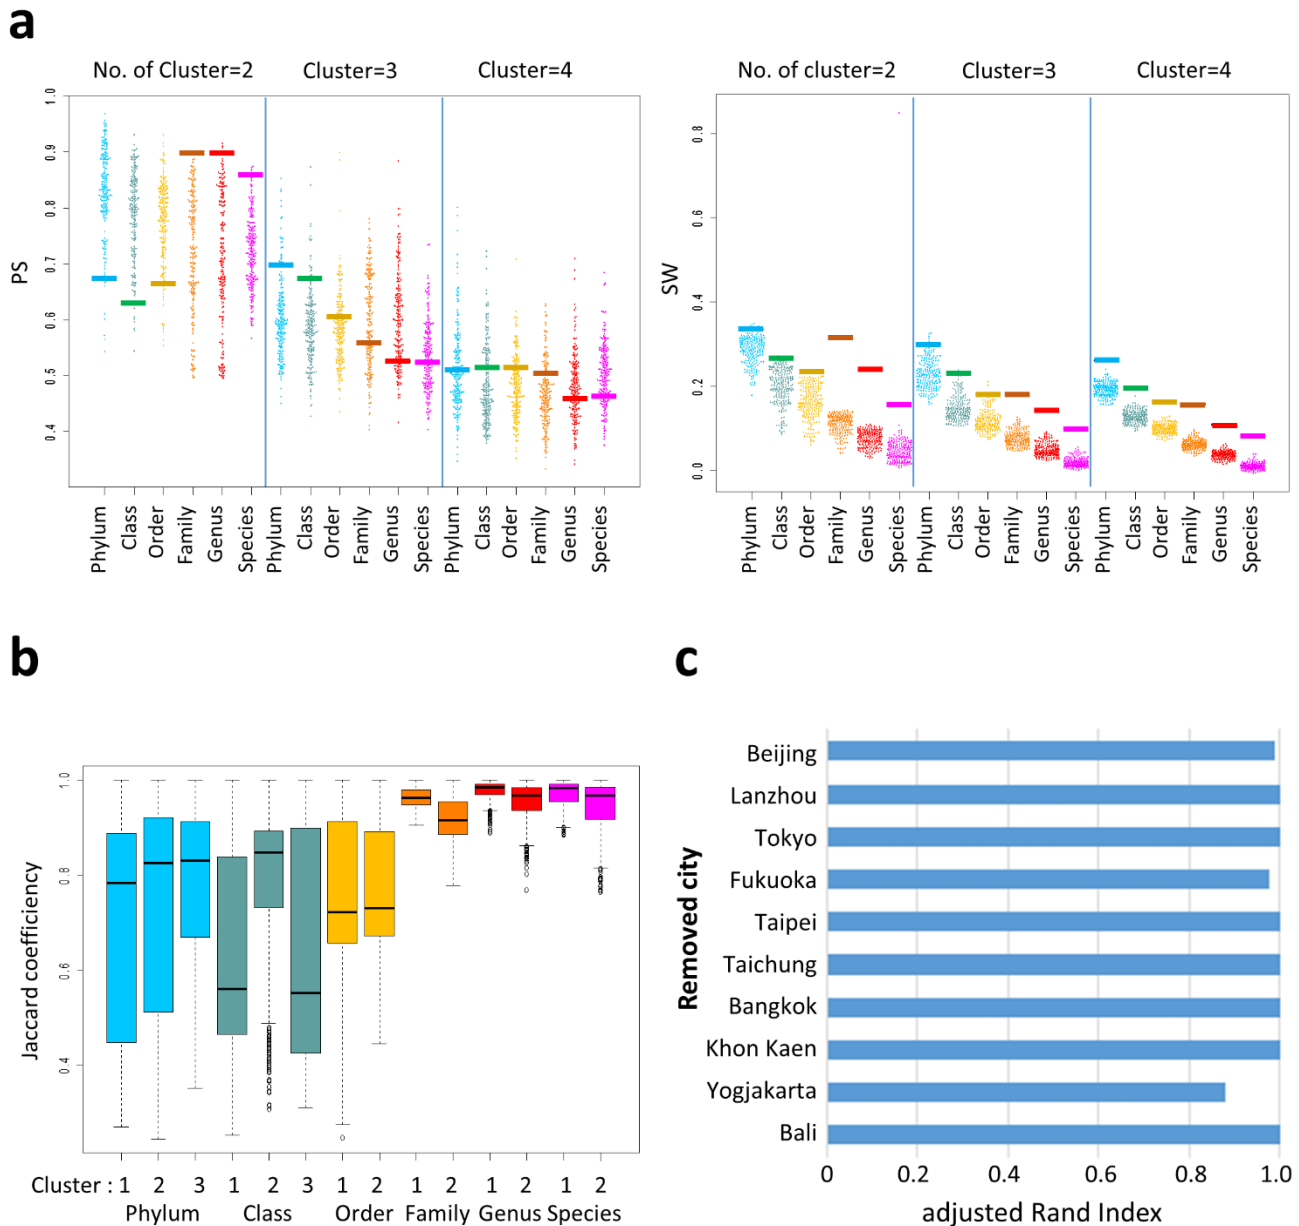 a
No. of Cluster=2 Cluster=3 Cluster=4
PS
1.0
0.9
0.8
0.7
0.6
0.5
0.4
Phylum Class Order Family Genus Species Phylum Class Order Family Genus Species Phylum Class Order Family Genus Species
No. of cluster=2 Cluster=3 Cluster=4
SW
0.8
0.6
0.4
0.2
0.0
Phylum Class Order Family Genus Species Phylum Class Order Family Genus Species Phylum Class Order Family Genus Species
b
Jaccard coefficiency
1.0
0.8
0.6
0.4
Cluster : 1 2 3 1 2 3 1 2 1 2 1 2 1 2
Phylum Class Order Family Genus Species
c
Removed city
Beijing
Lanzhou
Tokyo
Fukuoka
Taipei
Taichung
Bangkok
Khon Kaen
Yogjakarta
Bali
0 0.2 0.4 0.6 0.8 1.0
adjusted Rand Index